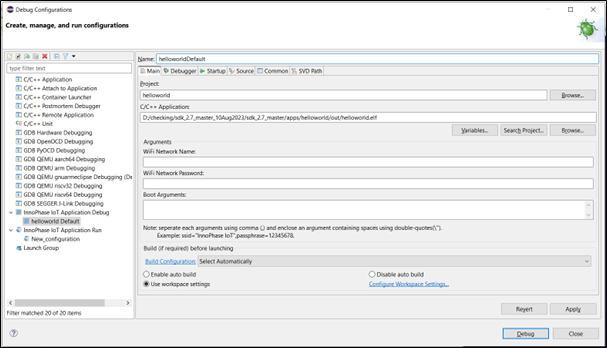 Debug Configurations
Create, manage, and run configurations
type filter text
C/C++ Application
C/C++ Attach to Application
C/C++ Container Launcher
C/C++ Postmortem Debugger
C/C++ Remote Application
C/C++ Unit
GDB Hardware Debugging
GDB OpenOCD Debugging
GDB PyOCD Debugging
GDB QEMU aarch64 Debugging
GDB QEMU arm Debugging
GDB QEMU gnuarmeclipse Debugging (De
GDB QEMU riscv32 Debugging
GDB QEMU riscv64 Debugging
GDB SEGGER J-Link Debugging
InnoPhase IoT Application Debug
helloworld Default
InnoPhase IoT Application Run
New_configuration
Launch Group
Filter matched 20 of 20 items
Name: helloworldDefault
Main Debugger Startup Source Common SVD Path
Project:
helloworld
Browse...
C/C++ Application:
D:/checking/sdk_2.7_master_10Aug2023/sdk_2.7_master/apps/helloworld/out/helloworld.elf
Variables... Search Project... Browse...
Arguments
WiFi Network Name:
WiFi Network Password:
Boot Arguments:
Note: seperate each arguments using comma (,) and enclose an argument containing spaces using double-quotes(\").
Example: ssid="InnoPhase IoT",passphrase=12345678,
Build (if required) before launching
Build Configuration: Select Automatically
Enable auto build Disable auto build
Use workspace settings Configure Workspace Settings...
Revert Apply
Debug Close